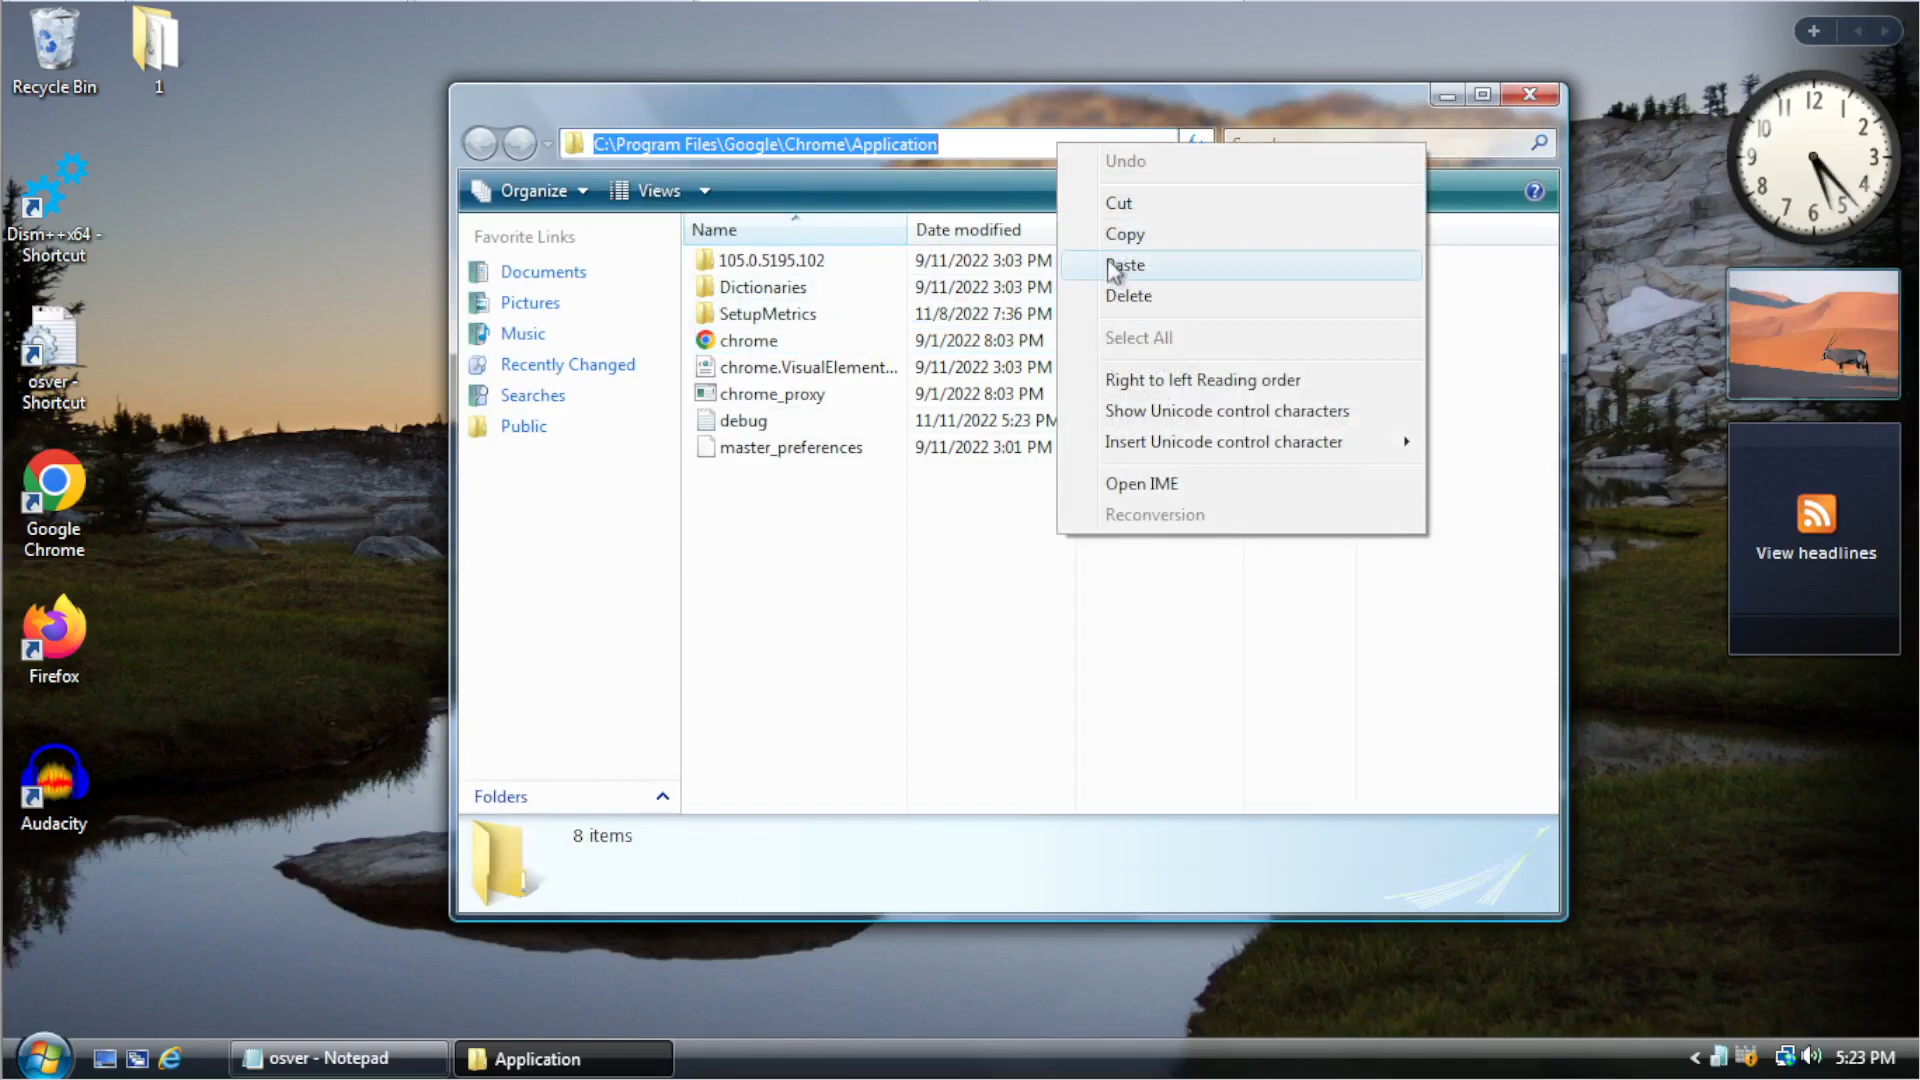 Recycle Bin
1
Dism++x64 -
Shortcut
osver -
Shortcut
Google
Chrome
Firefox
Audacity
C:\Program Files\Google\Chrome\Application
Organize
Views
Favorite Links
Documents
Pictures
Music
Recently Changed
Searches
Public
Folders
Name
Date modified
105.0.5195.102
9/11/2022 3:03 PM
Dictionaries
9/11/2022 3:03 PM
SetupMetrics
11/8/2022 7:36 PM
chrome
9/1/2022 8:03 PM
chrome.VisualElement...
9/11/2022 3:03 PM
chrome_proxy
9/1/2022 8:03 PM
debug
11/11/2022 5:23 PM
master_preferences
9/11/2022 3:01 PM
8 items
Undo
Cut
Copy
Paste
Delete
Select All
Right to left Reading order
Show Unicode control characters
Insert Unicode control character
Open IME
Reconversion
12
1
2
3
4
5
6
7
8
9
10
11
View headlines
osver - Notepad
Application
5:23 PM